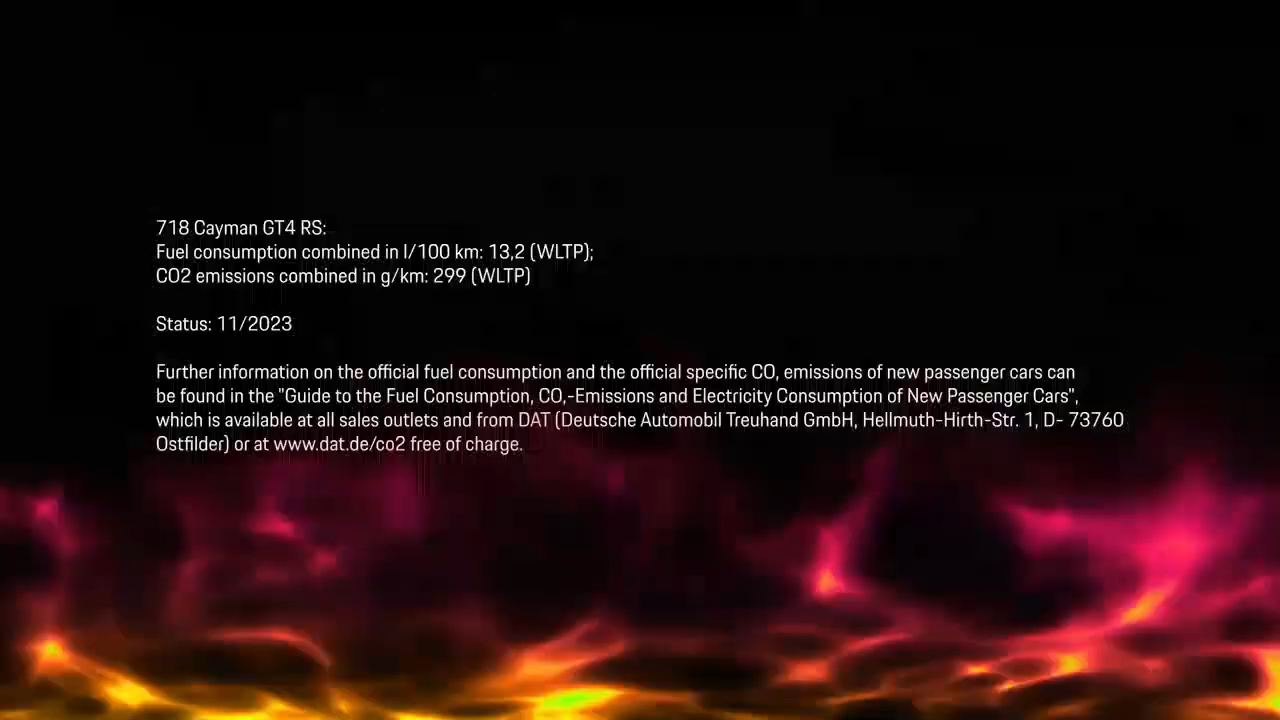 718 Cayman GT4 RS:
Fuel consumption combined in l/100 km: 13,2 (WLTP);
CO2 emissions combined in g/km: 299 (WLTP)
Status: 11/2023
Further information on the official fuel consumption and the official specific CO, emissions of new passenger cars can
be found in the "Guide to the Fuel Consumption, CO,-Emissions and Electricity Consumption of New Passenger Cars",
which is available at all sales outlets and from DAT (Deutsche Automobil Treuhand GmbH, Hellmuth-Hirth-Str. 1, D- 73760
Ostfilder) or at www.dat.de/co2 free of charge.